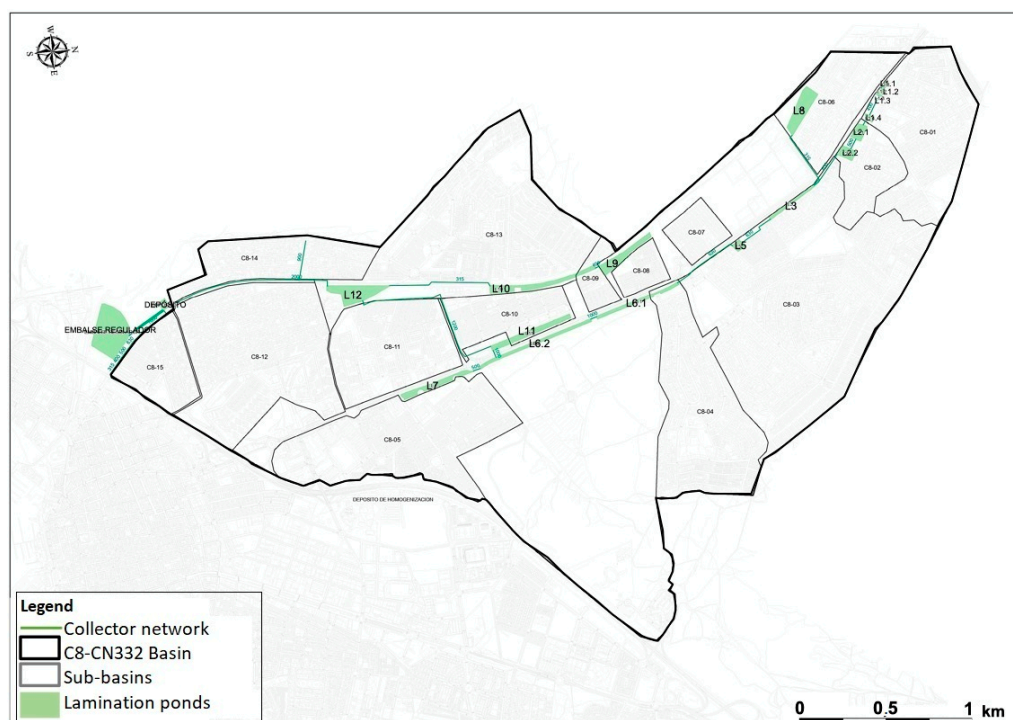 W
N
S
E
C8-06
L8
L1.1
L1.2
L1.3
L1.4
L2.1
L2.2
C8-01
C8-02
L3
C8-13
C8-07
L5
C8-14
L9
C8-08
C8-09
L10
L12
L6.1
C8-03
DEPÓSITO
EMBALSE REGULADOR
C8-10
L11
L6.2
C8-11
C8-12
C8-15
L7
C8-04
C8-05
DEPOSITO DE HOMOGENIZACION
Legend
Collector network
C8-CN332 Basin
Sub-basins
Lamination ponds
0 0.5 1 km